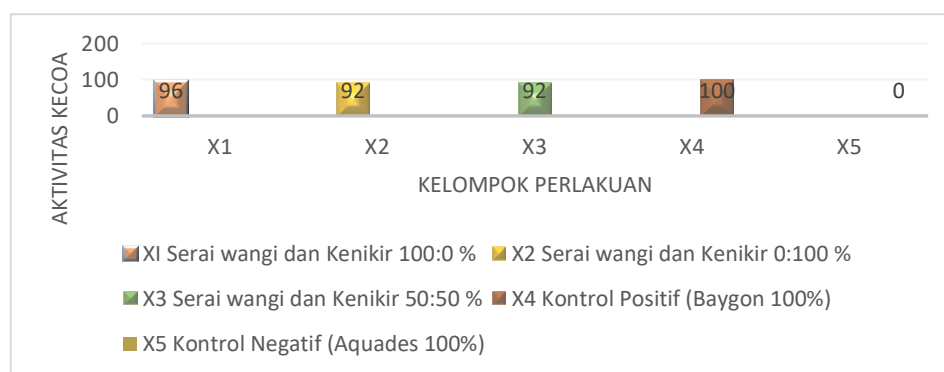 200
100
0
96
92
92
100
0
X1
X2
X3
X4
X5
AKTIVITAS KECOA
KELOMPOK PERLAKUAN
XI Serai wangi dan Kenikir 100:0 %
X2 Serai wangi dan Kenikir 0:100 %
X3 Serai wangi dan Kenikir 50:50 %
X4 Kontrol Positif (Baygon 100%)
X5 Kontrol Negatif (Aquades 100%)